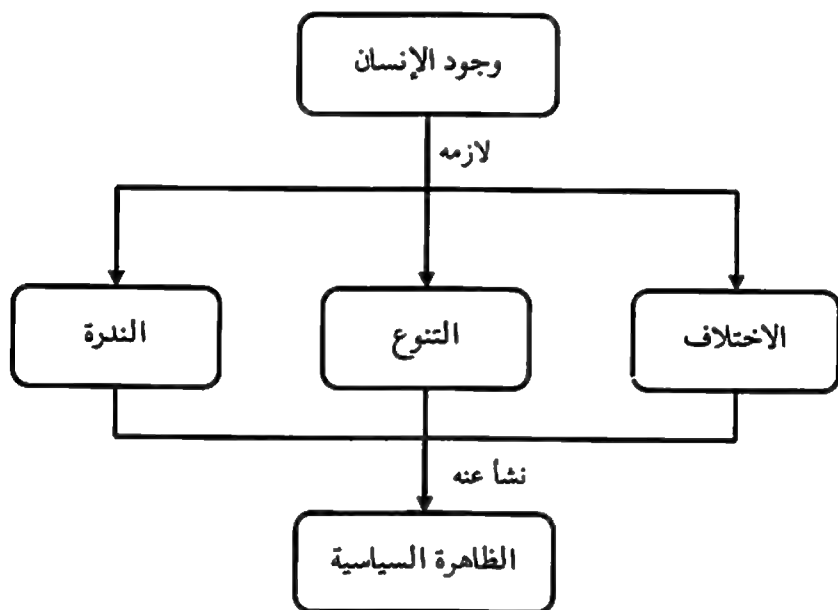 وجود الإنسان
لازمه
الاختلاف
التنوع
الندرة
نشأ عنه
الظاهرة السياسية